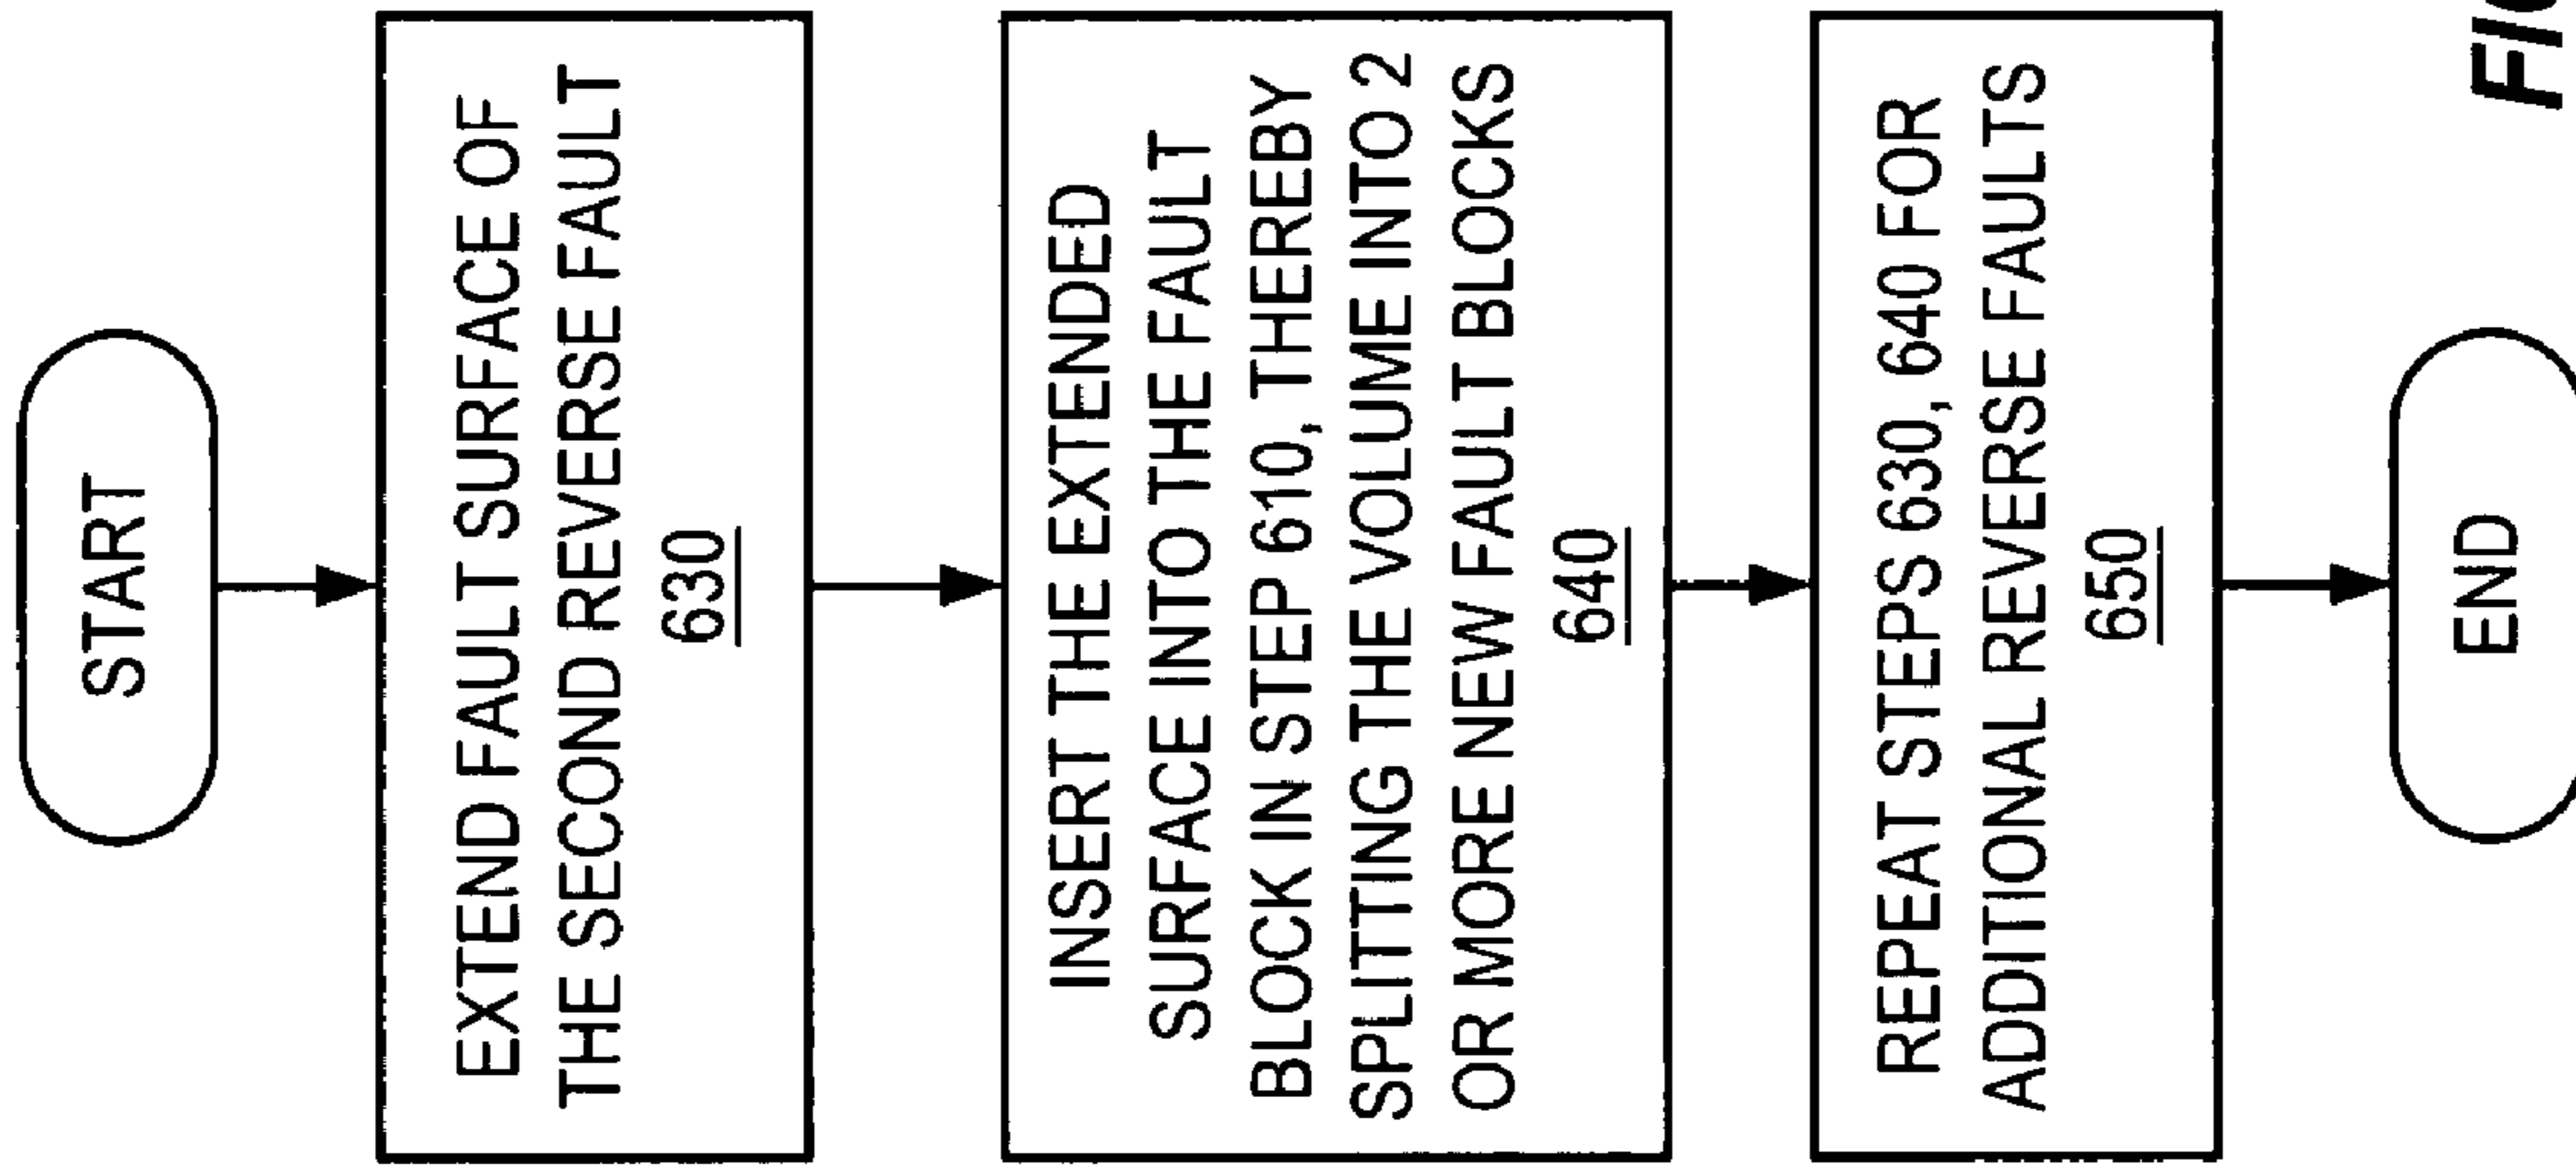 START
EXTEND FAULT SURFACE OF
THE SECOND REVERSE FAULT
630
INSERT THE EXTENDED
SURFACE INTO THE FAULT
BLOCK IN STEP 610, THEREBY
SPLITTING THE VOLUME INTO 2
OR MORE NEW FAULT BLOCKS
640
REPEAT STEPS 630, 640 FOR
ADDITIONAL REVERSE FAULTS
650
END